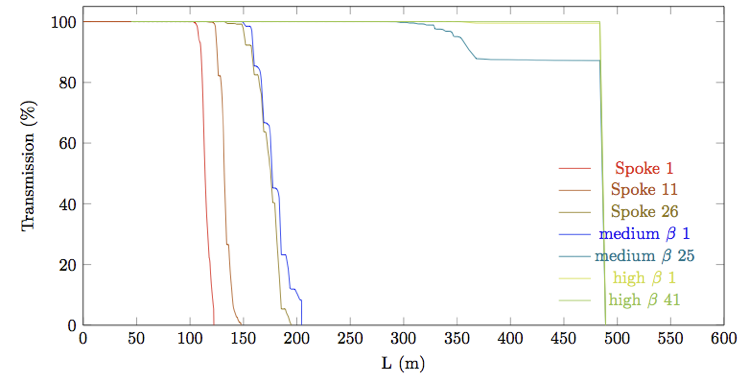 100
80
60
40
20
0
Transmission (%)
Spoke 1
Spoke 11
Spoke 26
medium β 1
medium β 25
high β 1
high β 41
0 50 100 150 200 250 300 350 400 450 500 550 600
L (m)